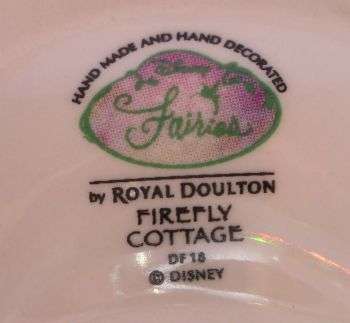 HAND MADE AND HAND DECORATED
Fairies
by ROYAL DOULTON
FIREFLY
COTTAGE
DF 18
© DISNEY